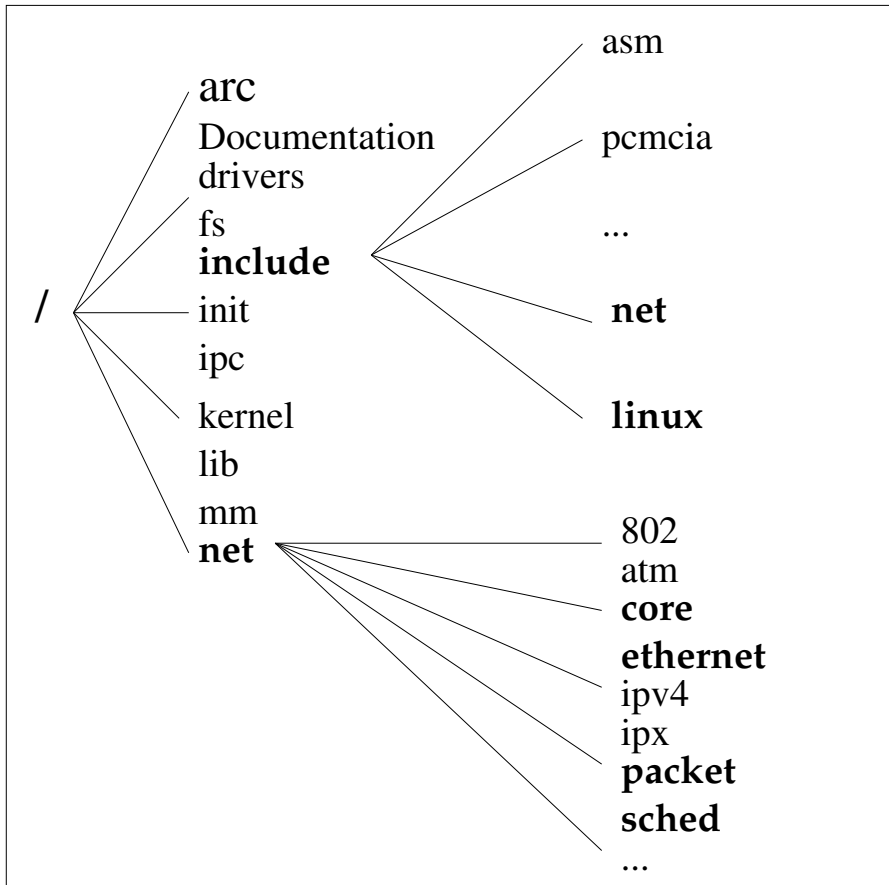 /
arc
Documentation
drivers
fs
include
init
ipc
kernel
lib
mm
net
asm
pcmcia
...
net
linux
802
atm
core
ethernet
ipv4
ipx
packet
sched
...